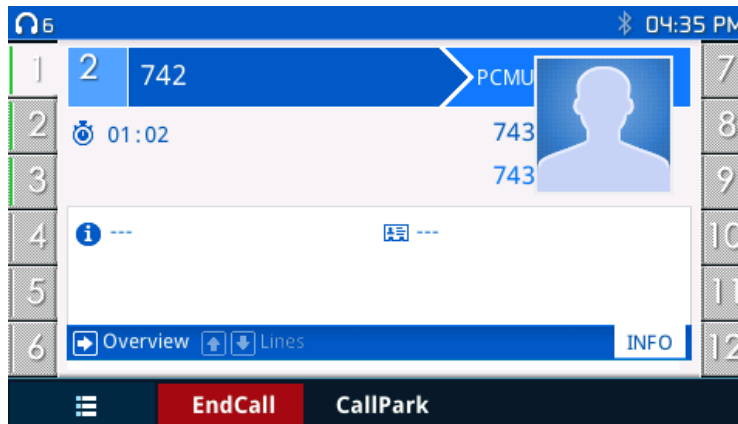 6 04:35 PM
1 2 742 PCMU 7
2 01:02 743 8
3 743 9
4 --- --- 10
5 11
6 Overview Lines INFO 12
EndCall CallPark